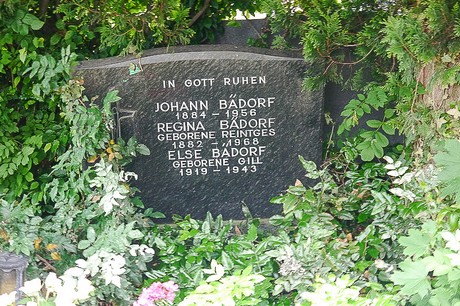 IN GOTT RUHEN
JOHANN BÄDORF
1884 - 1956
REGINA BÄDORF
GEBORENE REINTGES
1882 - 1968
ELSE BÄDORF
GEBORENE GILL
1919 - 1943